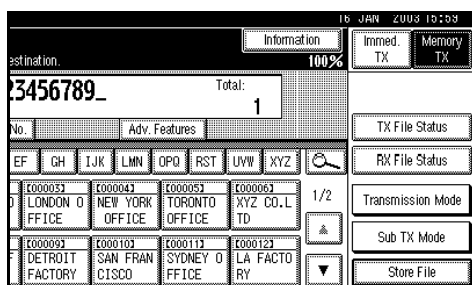 16 JAN 2003 15:59
Information
Immed. TX
Memory TX
estination.
100%
23456789_
Total:
1
No.
Adv. Features
TX File Status
EF GH IJK LMN OPQ RST UVW XYZ
RX File Status
[00003] [00004] [00005] [00006]
LONDON O NEW YORK TORONTO XYZ CO.L
FFICE OFFICE OFFICE TD
1/2
Transmission Mode
[00009] [00010] [00011] [00012]
DETROIT SAN FRAN SYDNEY O LA FACTO
FACTORY CISCO FFICE RY
Sub TX Mode
Store File